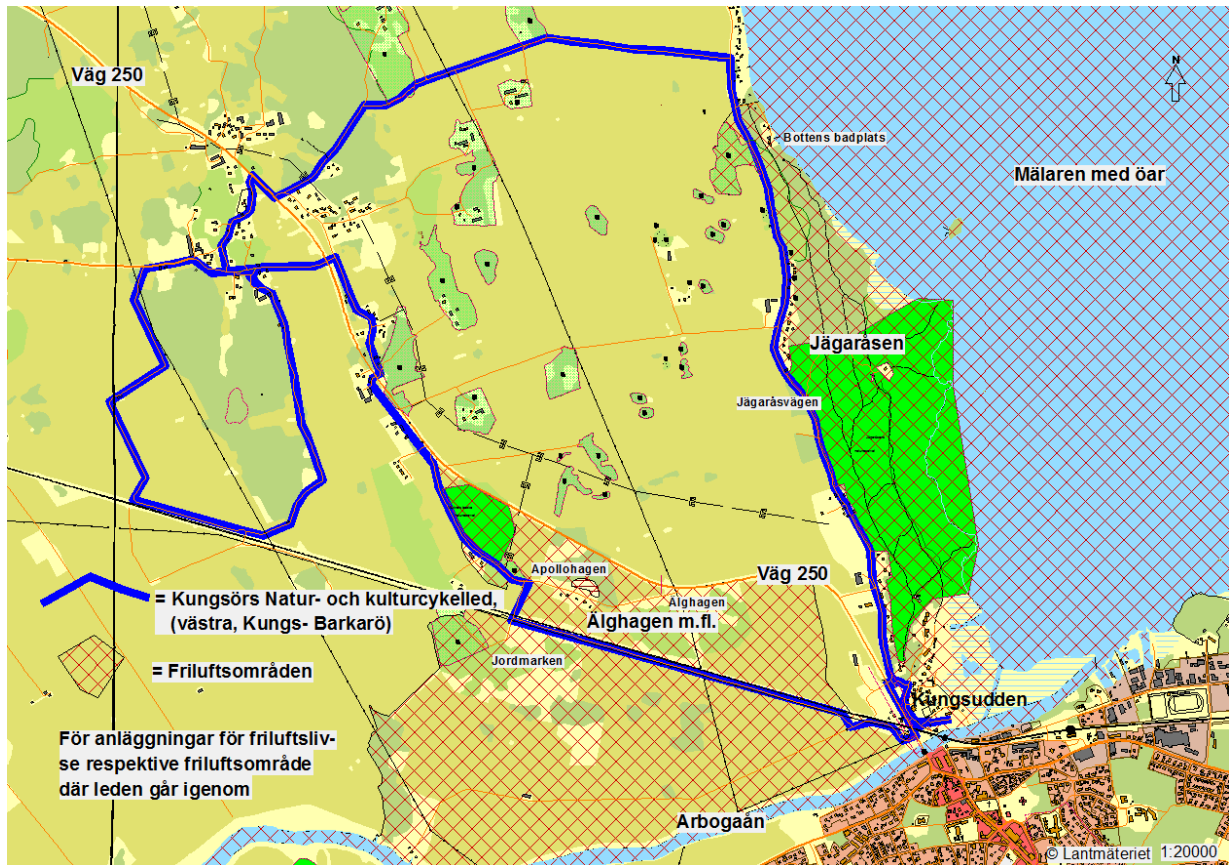 N
Väg 250
Bottens badplats
Mälaren med öar
Jägaråsen
Jägaråsvägen
Apollohagen
Väg 250
Älghagen
= Kungsörs Natur- och kulturcykelled,
(västra, Kungs- Barkarö)
Älghagen m.fl.
Jordmarken
= Friluftsområden
Kungsudden
För anläggningar för friluftsliv-
se respektive friluftsområde
där leden går igenom
Arbogaån
© Lantmäteriet 1:20000